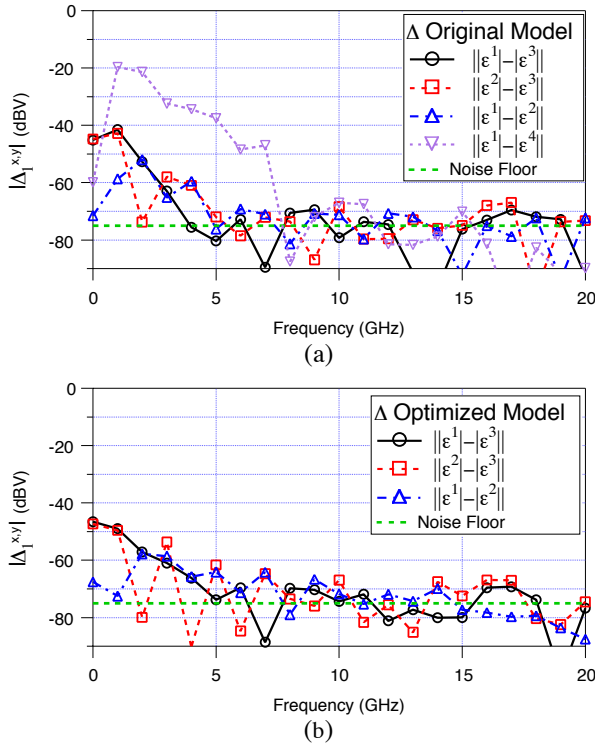 0
-20
-40
-60
-80
|Δ₁ˣ,ʸ| (dBV)
Δ Original Model
||ε¹|−|ε³||
||ε²|−|ε³||
||ε¹|−|ε²||
||ε¹|−|ε⁴||
Noise Floor
0 5 10 15 20
Frequency (GHz)
(a)
0
-20
-40
-60
-80
|Δ₁ˣ,ʸ| (dBV)
Δ Optimized Model
||ε¹|−|ε³||
||ε²|−|ε³||
||ε¹|−|ε²||
Noise Floor
0 5 10 15 20
Frequency (GHz)
(b)